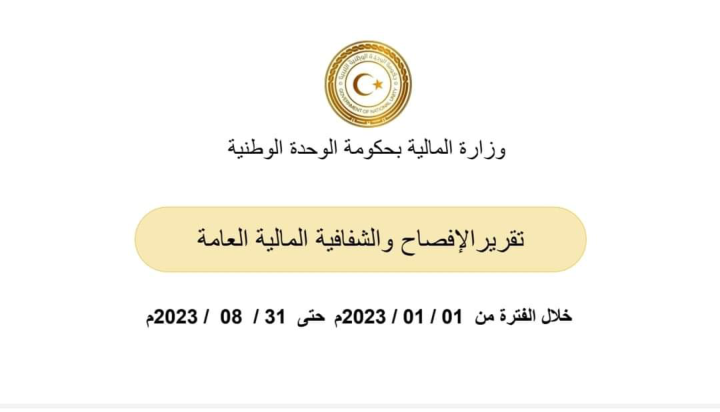 حكومة الوحدة الوطنية الليبية
GOVERNMENT OF NATIONAL UNITY
وزارة المالية بحكومة الوحدة الوطنية
تقرير الإفصاح والشفافية المالية العامة
خلال الفترة من 01 / 01 / 2023م حتى 31 / 08 / 2023م